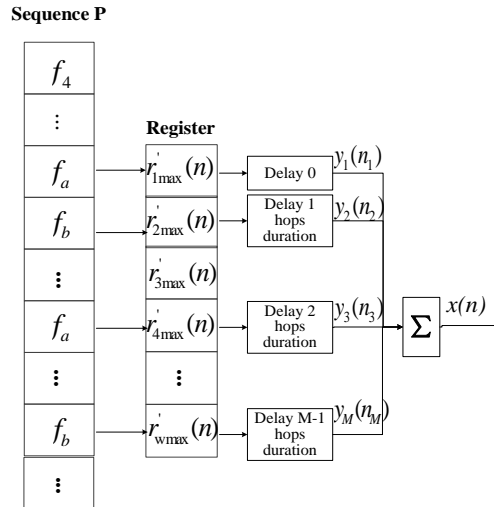 Sequence P
f4
⋮
fa
fb
⋮
fa
⋮
fb
⋮
Register
r'1max(n)
r'2max(n)
r'3max(n)
r'4max(n)
⋮
r'wmax(n)
Delay 0
Delay 1
hops
duration
Delay 2
hops
duration
Delay M-1
hops
duration
y1(n1)
y2(n2)
y3(n3)
yM(nM)
Σ
x(n)